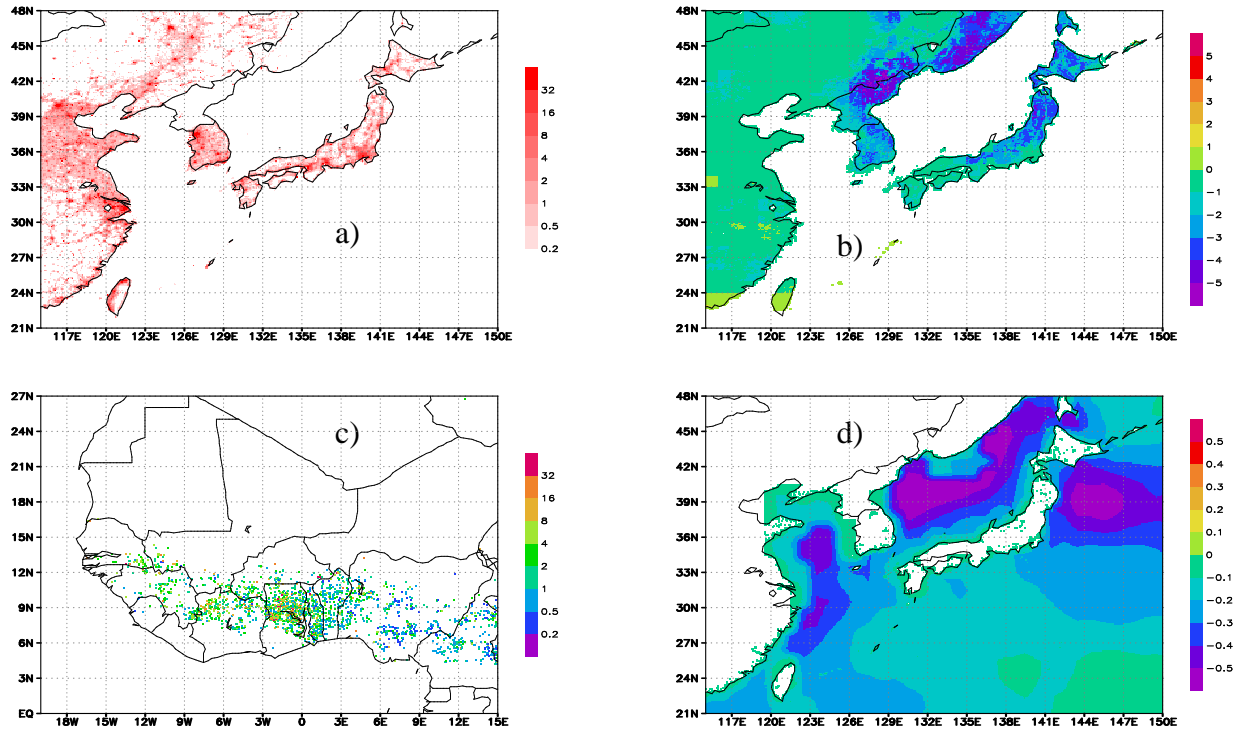 48N
45N
42N
39N
36N
33N
30N
27N
24N
21N
117E 120E 123E 126E 129E 132E 135E 138E 141E 144E 147E 150E
a)
32
16
8
4
2
1
0.5
0.2
48N
45N
42N
39N
36N
33N
30N
27N
24N
21N
117E 120E 123E 126E 129E 132E 135E 138E 141E 144E 147E 150E
b)
5
4
3
2
1
0
−1
−2
−3
−4
−5
27N
24N
21N
18N
15N
12N
9N
6N
3N
EQ
18W 15W 12W 9W 6W 3W 0 3E 6E 9E 12E 15E
c)
32
16
8
4
2
1
0.5
0.2
48N
45N
42N
39N
36N
33N
30N
27N
24N
21N
117E 120E 123E 126E 129E 132E 135E 138E 141E 144E 147E 150E
d)
0.5
0.4
0.3
0.2
0.1
0
−0.1
−0.2
−0.3
−0.4
−0.5